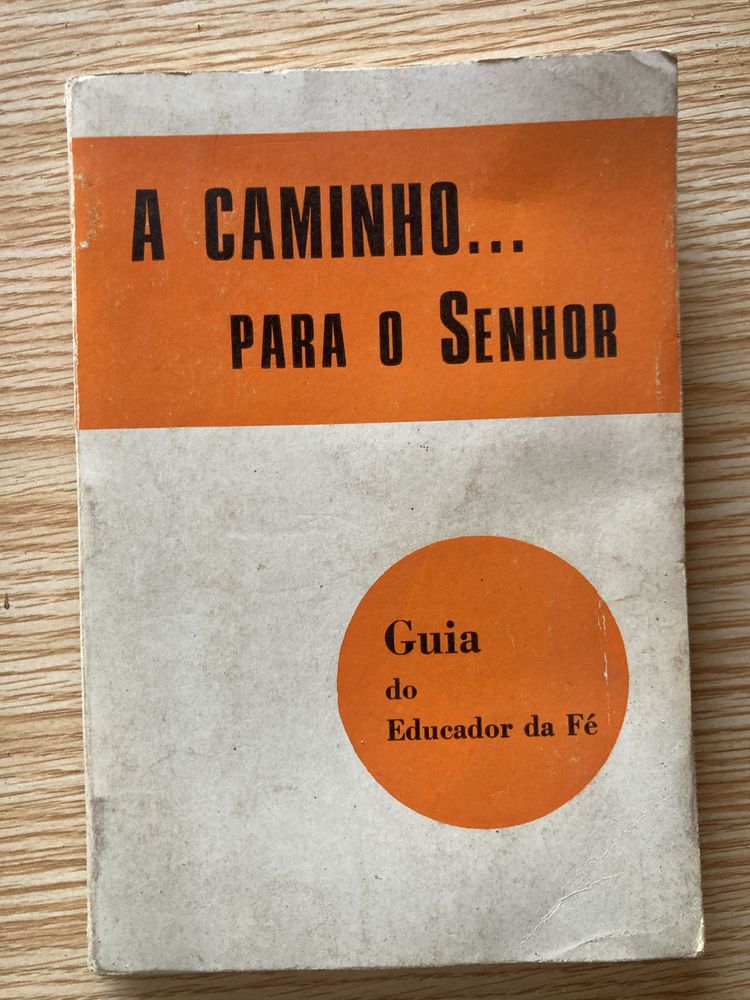 A CAMINHO...
PARA O SENHOR
Guia
do
Educador da Fé